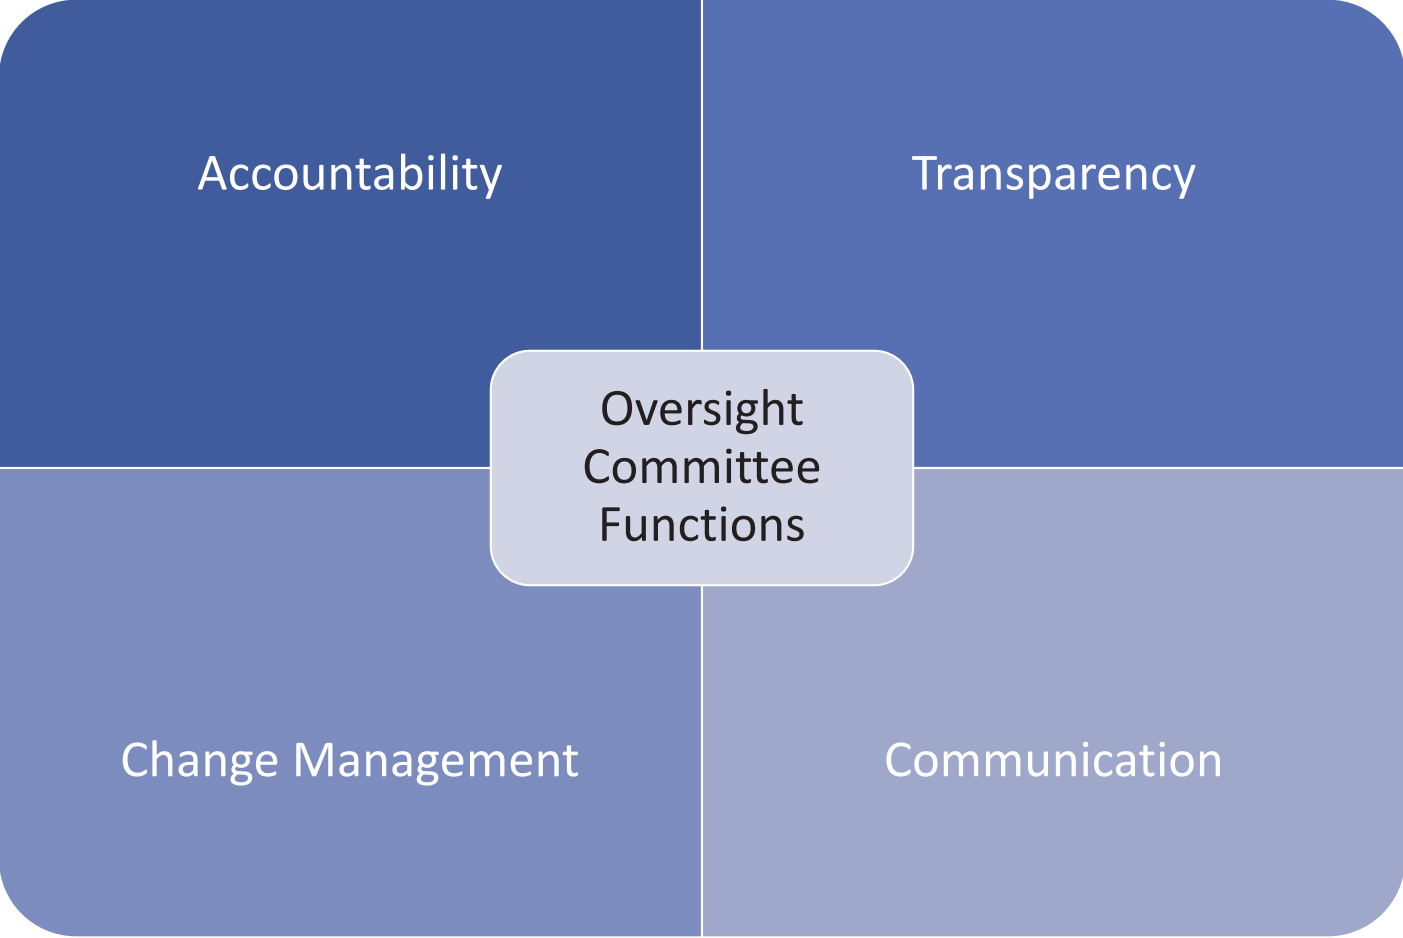 Accountability
Transparency
Oversight
Committee
Functions
Change Management
Communication